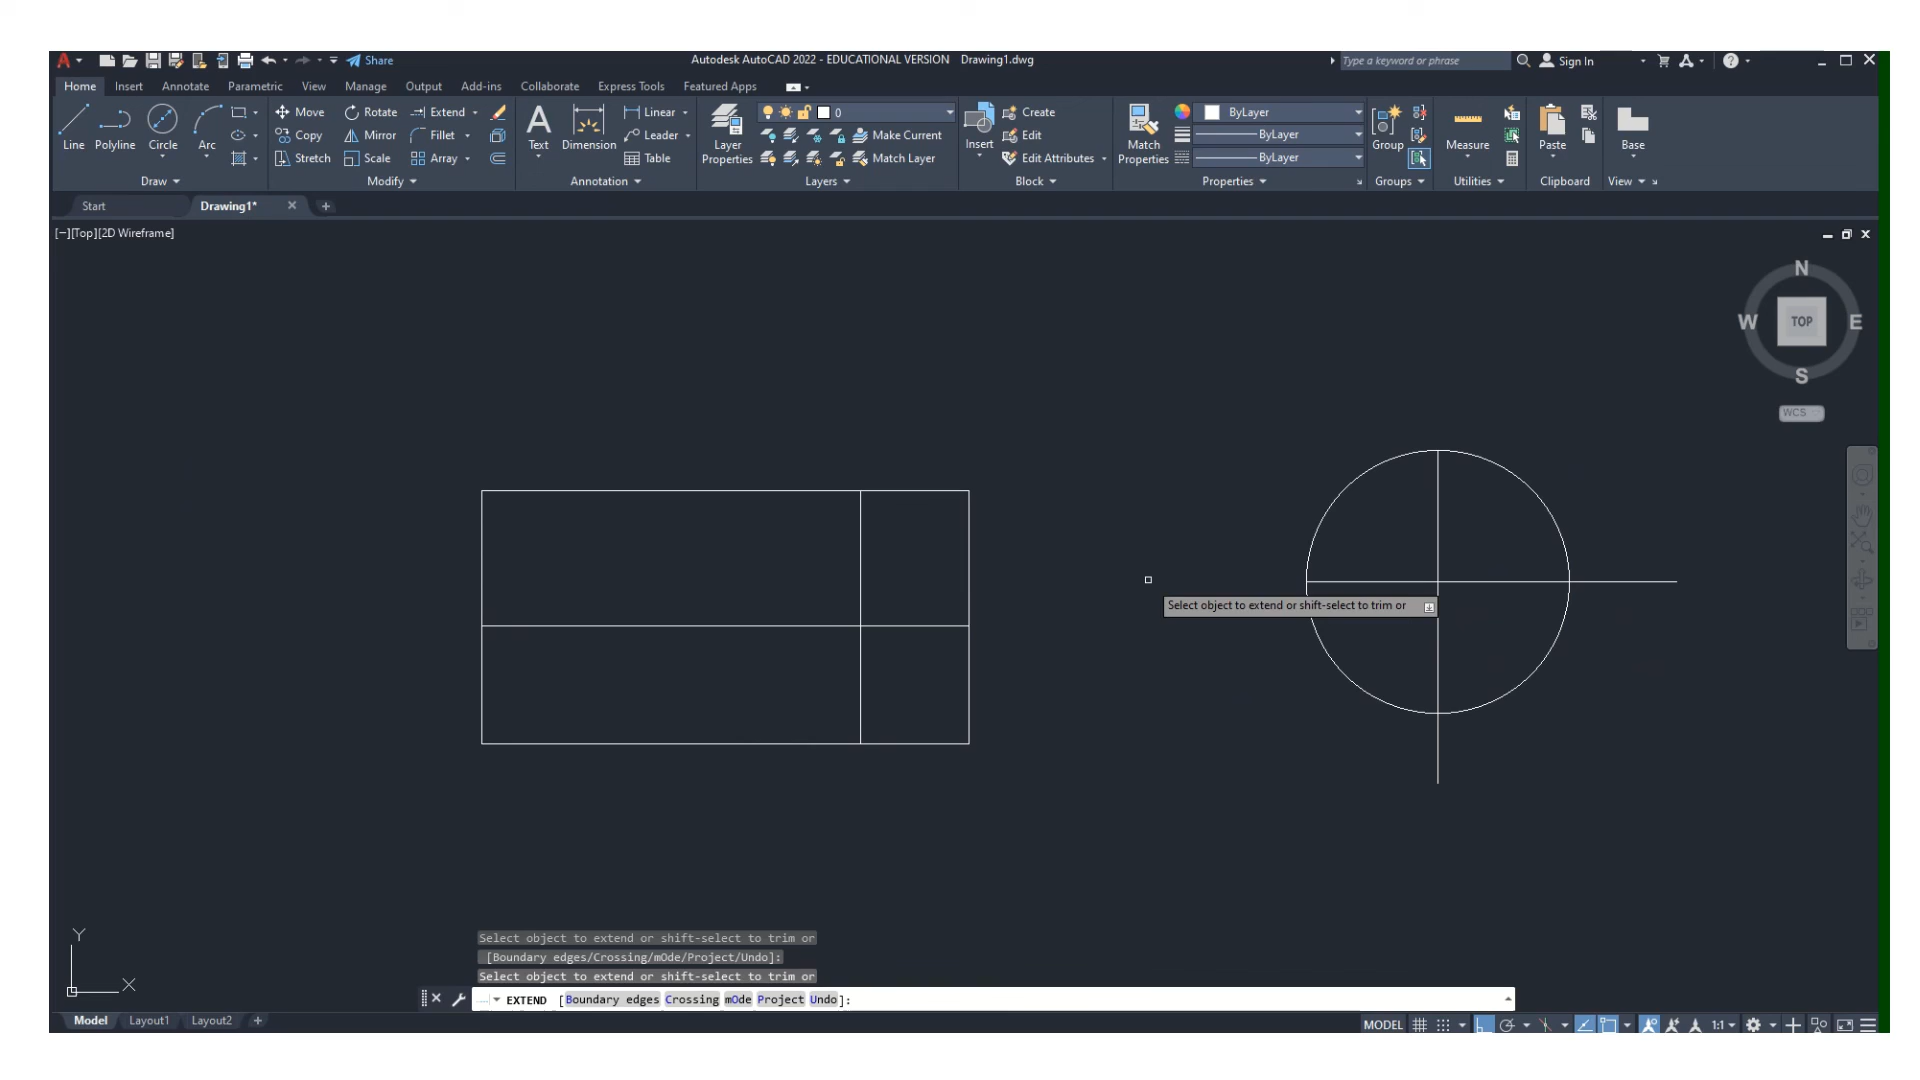 Share
Autodesk AutoCAD 2022 - EDUCATIONAL VERSION Drawing1.dwg
Type a keyword or phrase
Sign In
Home Insert Annotate Parametric View Manage Output Add-ins Collaborate Express Tools Featured Apps
Line
Polyline
Circle
Arc
Draw
Move
Rotate
Extend
Copy
Mirror
Fillet
Stretch
Scale
Array
Modify
Text
Dimension
Linear
Leader
Table
Annotation
Layer
Properties
0
Make Current
Match Layer
Layers
Insert
Create
Edit
Edit Attributes
Block
Match
Properties
ByLayer
ByLayer
ByLayer
Properties
Group
Groups
Measure
Utilities
Paste
Clipboard
Base
View
Start
Drawing1*
[−][Top][2D Wireframe]
N
W
TOP
E
S
WCS
Select object to extend or shift-select to trim or
Y
X
Select object to extend or shift-select to trim or
[Boundary edges/Crossing/mOde/Project/Undo]:
Select object to extend or shift-select to trim or
EXTEND [Boundary edges Crossing mOde Project Undo]:
Model Layout1 Layout2
MODEL
1:1